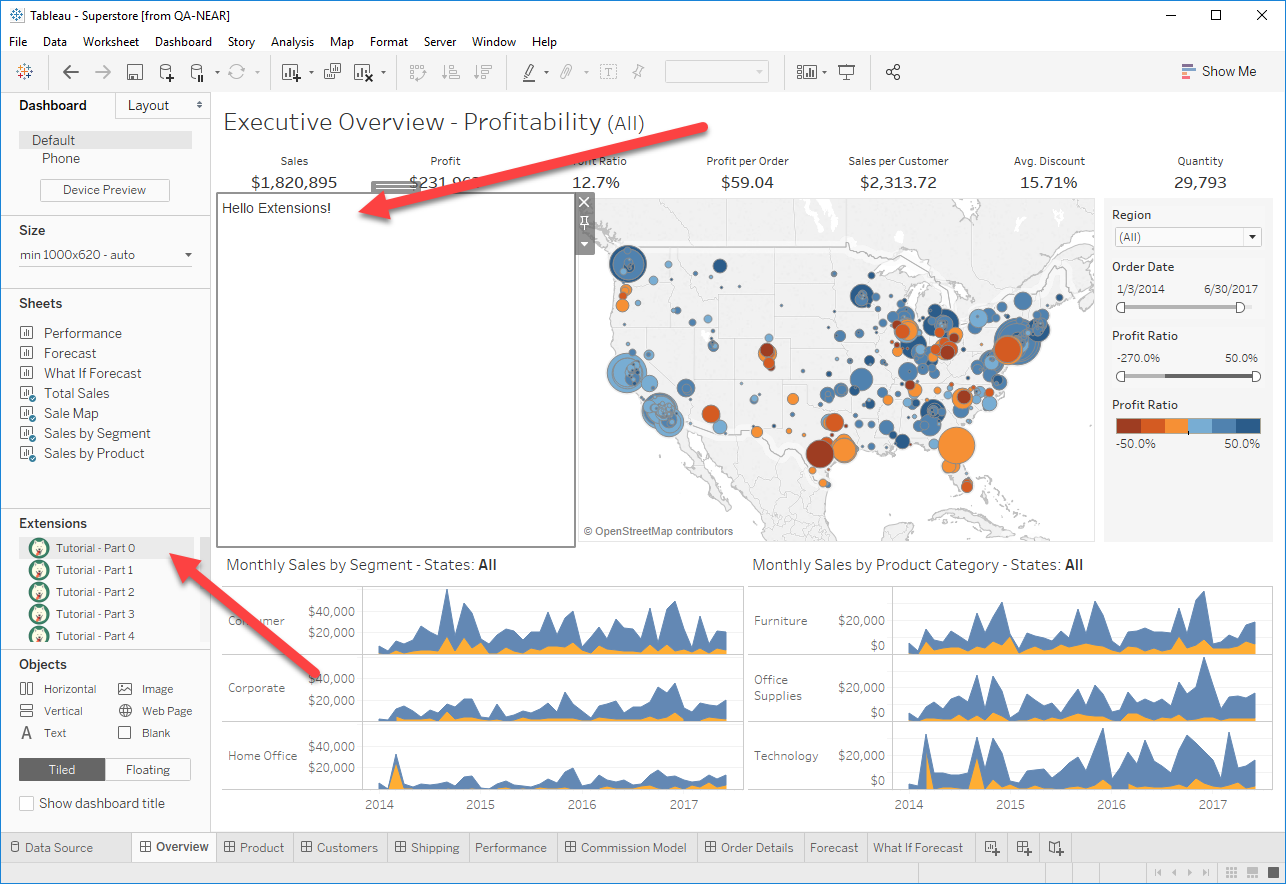 Tableau - Superstore [from QA-NEAR]
File Data Worksheet Dashboard Story Analysis Map Format Server Window Help
Show Me
Dashboard Layout
Default
Phone
Device Preview
Size
min 1000x620 - auto
Sheets
Performance
Forecast
What If Forecast
Total Sales
Sale Map
Sales by Segment
Sales by Product
Extensions
Tutorial - Part 0
Tutorial - Part 1
Tutorial - Part 2
Tutorial - Part 3
Tutorial - Part 4
Objects
Horizontal Image
Vertical Web Page
A Text Blank
Tiled Floating
Show dashboard title
Executive Overview - Profitability (All)
Sales Profit Ratio Profit per Order Sales per Customer Avg. Discount Quantity
$1,820,895 12.7% $59.04 $2,313.72 15.71% 29,793
Hello Extensions!
© OpenStreetMap contributors
Region
(All)
Order Date
1/3/2014 6/30/2017
Profit Ratio
-270.0% 50.0%
Profit Ratio
-50.0% 50.0%
Monthly Sales by Segment - States: All
Consumer
$40,000
$20,000
Corporate
$40,000
$20,000
Home Office
$40,000
$20,000
2014 2015 2016 2017
Monthly Sales by Product Category - States: All
Furniture
$20,000
$0
Office
Supplies
$20,000
$0
Technology
$20,000
$0
2014 2015 2016 2017
Data Source Overview Product Customers Shipping Performance Commission Model Order Details Forecast What If Forecast